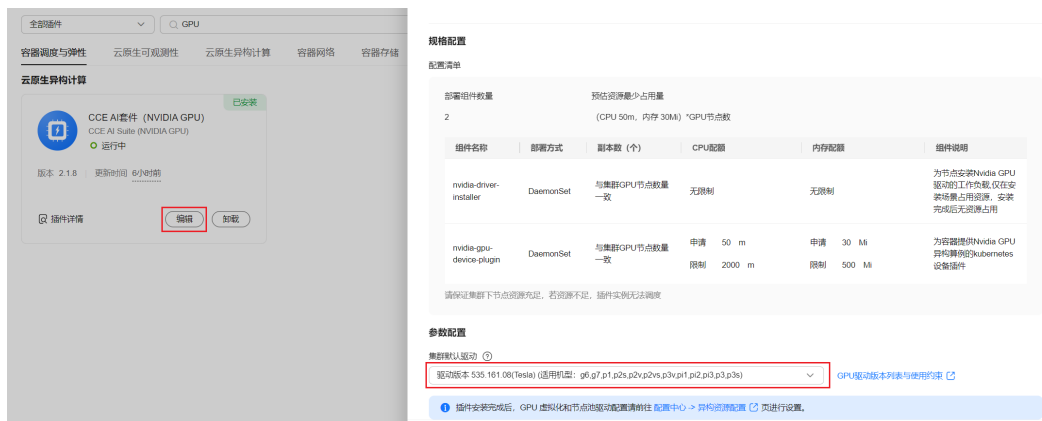 全部插件
GPU
容器调度与弹性 云原生可观测性 云原生异构计算 容器网络 容器存储
云原生异构计算
已安装
CCE AI套件（NVIDIA GPU）
CCE AI Suite (NVIDIA GPU)
运行中
版本 2.1.8 更新时间 6小时前
插件详情 编辑 卸载
规格配置
配置清单
部署组件数量 预估资源最少占用量
2 （CPU 50m，内存 30Mi）*GPU节点数
组件名称 部署方式 副本数（个） CPU配额 内存配额 组件说明
nvidia-driver-installer DaemonSet 与集群GPU节点数量一致 无限制 无限制 为节点安装Nvidia GPU驱动的工作负载,仅在安装场景占用资源，安装完成后无资源占用
nvidia-gpu-device-plugin DaemonSet 与集群GPU节点数量一致 申请 50 m 限制 2000 m 申请 30 Mi 限制 500 Mi 为容器提供Nvidia GPU异构算例的kubernetes设备插件
请保证集群下节点资源充足，若资源不足，插件实例无法调度
参数配置
集群默认驱动
驱动版本 535.161.08(Tesla) (适用机型：g6,g7,p1,p2s,p2v,p2vs,p3v,pi1,pi2,pi3,p3,p3s) GPU驱动版本列表与使用约束
插件安装完成后，GPU 虚拟化和节点池驱动配置请前往 配置中心 -> 异构资源配置 页进行设置。